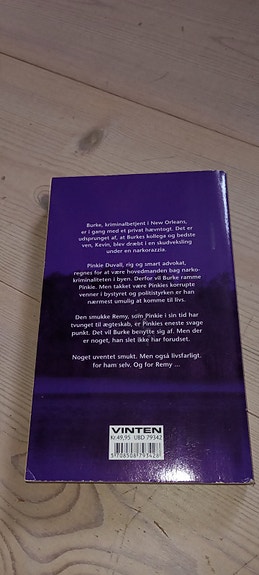 Burke, kriminalbetjent i New Orleans,
er i gang med et privat hævntogt. Det er
udsprunget af, at Burkes kollega og bedste
ven, Kevin, blev dræbt i en skudveksling
under en narkorazzia.
Pinkie Duvall, rig og smart advokat,
regnes for at være hovedmanden bag narko-
kriminaliteten i byen. Derfor vil Burke ramme
Pinkie. Men takket være Pinkies korrupte
venner i bystyret og politistyrken er han
nærmest umulig at komme til livs.
Den smukke Remy, som Pinkie i sin tid har
tvunget til ægteskab, er Pinkies eneste svage
punkt. Det vil Burke benytte sig af. Men der
er noget, han slet ikke har forudset.
Noget uventet smukt. Men også livsfarligt.
for ham selv. Og for Remy ...
VINTEN
Kr.49,95 UBD 79342
5708508793428